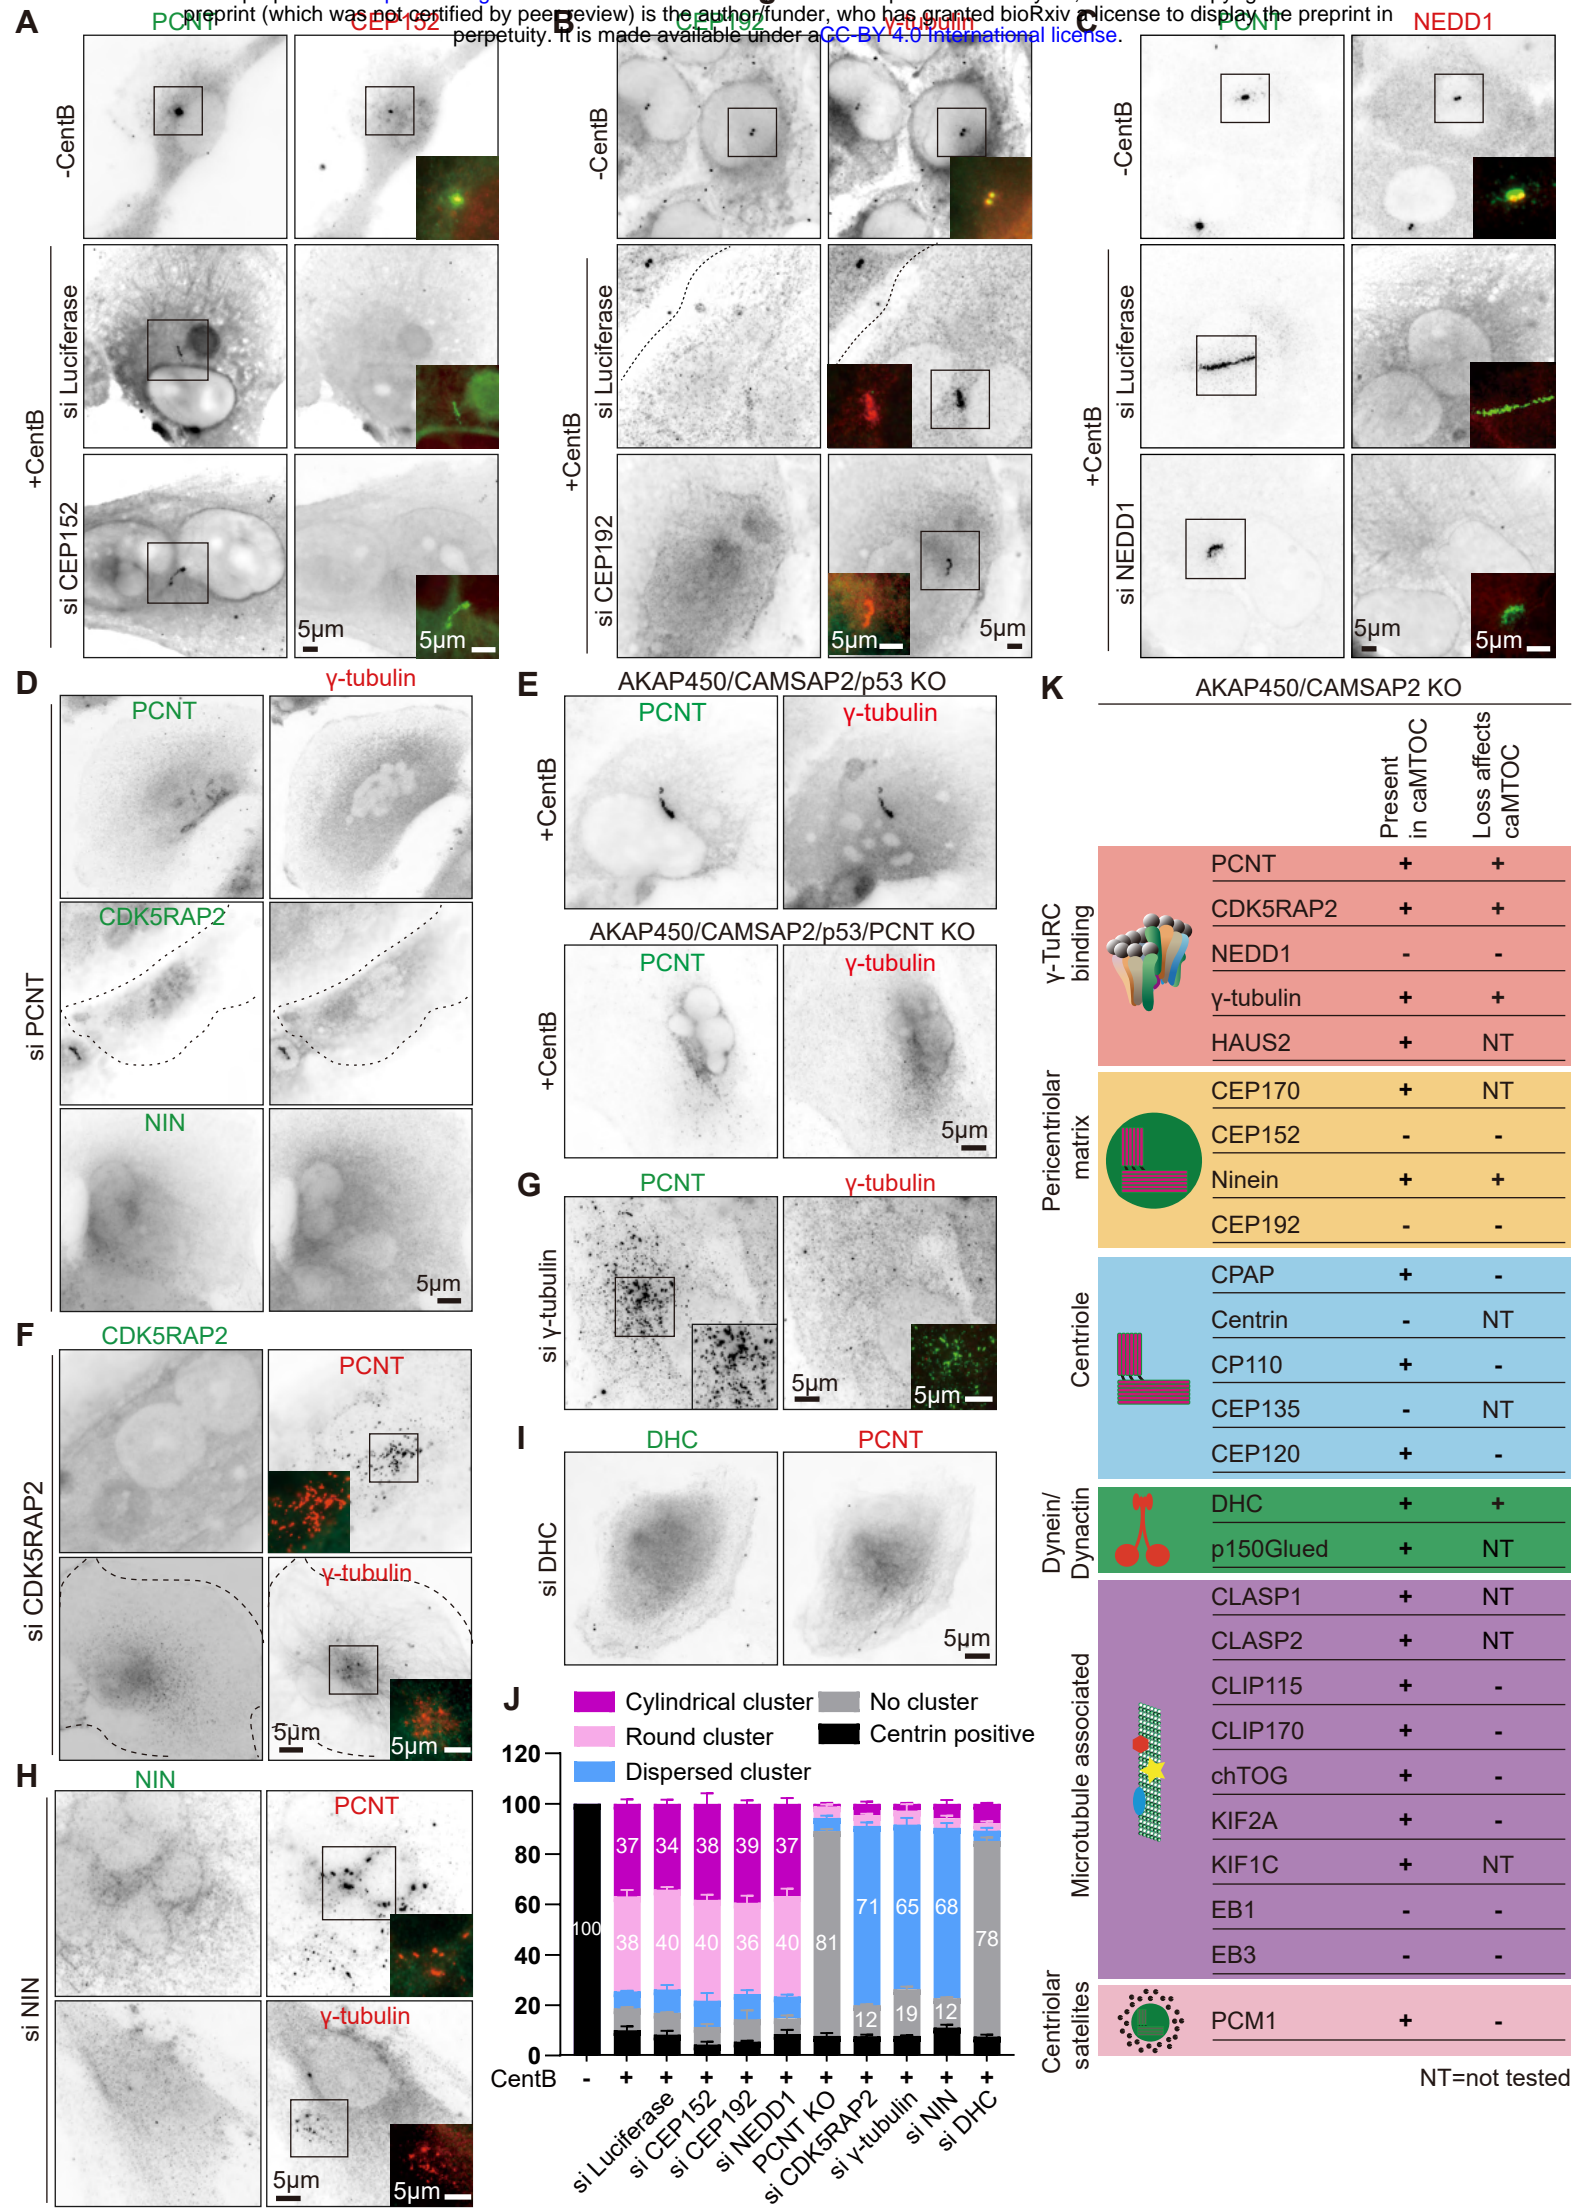 preprint (which was not certified by peer review) is the author/funder, who has granted bioRxiv a license to display the preprint in
perpetuity. It is made available under aCC-BY 4.0 International license.
A
PCNT
CEP152
-CentB
+CentB
si Luciferase
si CEP152
5µm
5µm
B
CEP192
γ-tubulin
-CentB
+CentB
si Luciferase
si CEP192
5µm
5µm
C
PCNT
NEDD1
-CentB
+CentB
si Luciferase
si NEDD1
5µm
5µm
D
γ-tubulin
si PCNT
PCNT
CDK5RAP2
NIN
5µm
E
AKAP450/CAMSAP2/p53 KO
PCNT
γ-tubulin
+CentB
AKAP450/CAMSAP2/p53/PCNT KO
PCNT
γ-tubulin
+CentB
5µm
F
CDK5RAP2
PCNT
si CDK5RAP2
γ-tubulin
5µm
5µm
G
PCNT
γ-tubulin
si γ-tubulin
5µm
5µm
H
NIN
PCNT
si NIN
γ-tubulin
5µm
5µm
I
DHC
PCNT
si DHC
5µm
J
Cylindrical cluster
Round cluster
Dispersed cluster
No cluster
Centrin positive
120
100
80
60
40
20
0
100
37
38
34
40
38
40
39
36
37
40
81
71
12
65
19
68
12
78
CentB - + + + + + + + + + +
si Luciferase
si CEP152
si CEP192
si NEDD1
PCNT KO
si CDK5RAP2
si γ-tubulin
si NIN
si DHC
K
AKAP450/CAMSAP2 KO
Present
in caMTOC
Loss affects
caMTOC
γ-TuRC
binding
PCNT + +
CDK5RAP2 + +
NEDD1 - -
γ-tubulin + +
HAUS2 + NT
Pericentriolar
matrix
CEP170 + NT
CEP152 - -
Ninein + +
CEP192 - -
Centriole
CPAP + -
Centrin - NT
CP110 + -
CEP135 - NT
CEP120 + -
Dynein/
Dynactin
DHC + +
p150Glued + NT
Microtubule associated
CLASP1 + NT
CLASP2 + NT
CLIP115 + -
CLIP170 + -
chTOG + -
KIF2A + -
KIF1C + NT
EB1 - -
EB3 - -
Centriolar
satellites
PCM1 + -
NT=not tested